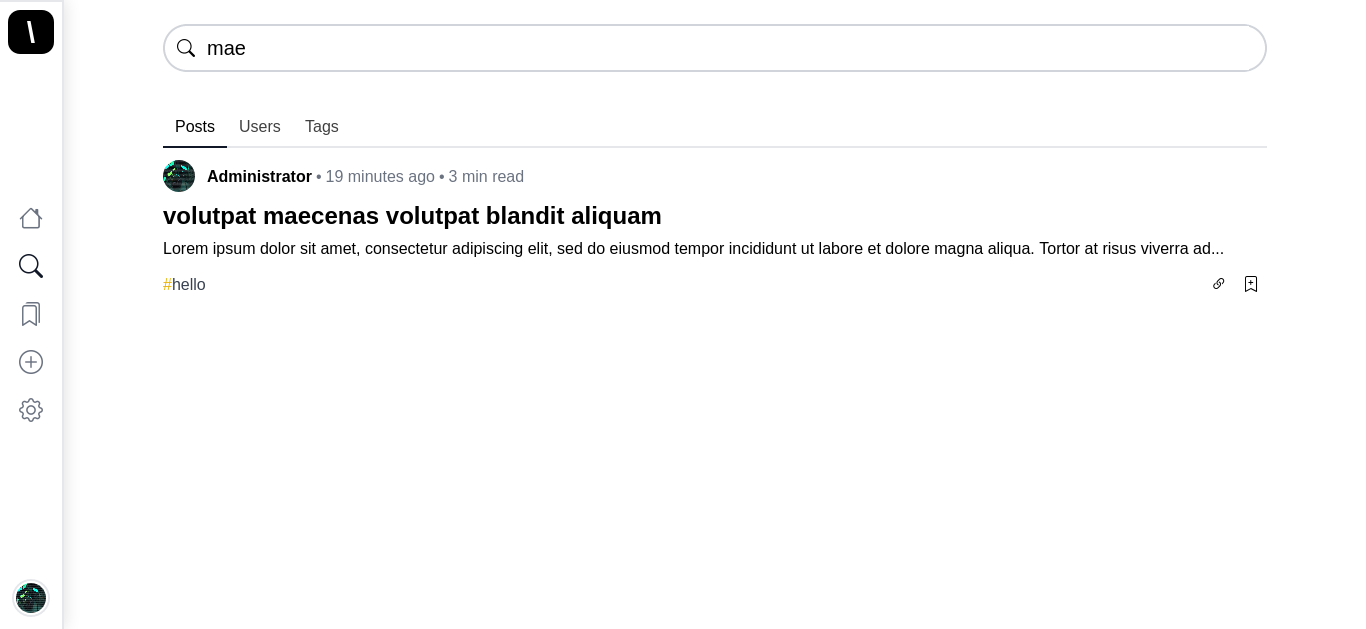 \
mae
Posts Users Tags
Administrator • 19 minutes ago • 3 min read
volutpat maecenas volutpat blandit aliquam
Lorem ipsum dolor sit amet, consectetur adipiscing elit, sed do eiusmod tempor incididunt ut labore et dolore magna aliqua. Tortor at risus viverra ad...
#hello